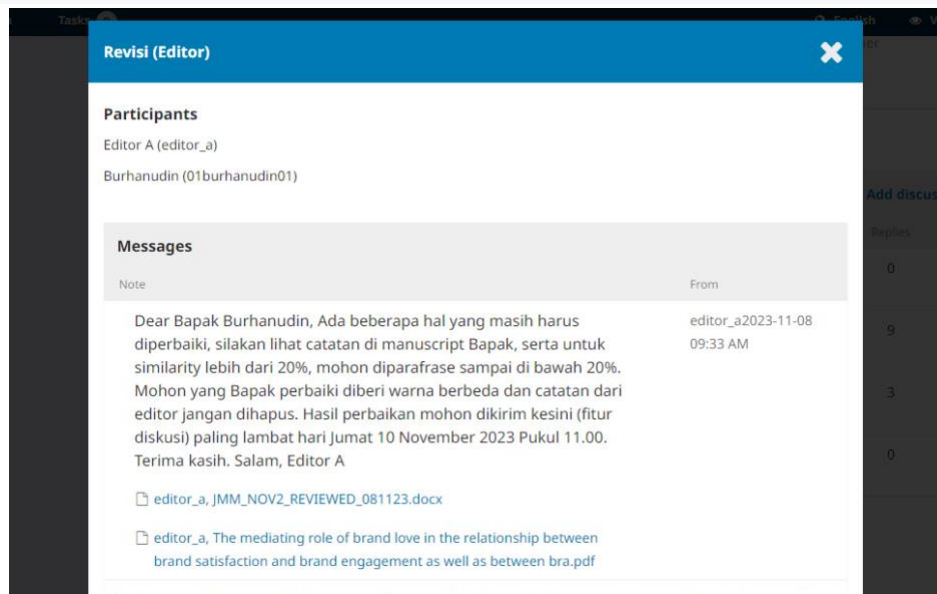 Tasks
English
Revisi (Editor)
Participants
Editor A (editor_a)
Burhanudin (01burhanudin01)
Add discus
Messages
Replies
Note
From
0
Dear Bapak Burhanudin, Ada beberapa hal yang masih harus
diperbaiki, silakan lihat catatan di manuscript Bapak, serta untuk
similarity lebih dari 20%, mohon diparafrase sampai di bawah 20%.
Mohon yang Bapak perbaiki diberi warna berbeda dan catatan dari
editor jangan dihapus. Hasil perbaikan mohon dikirim kesini (fitur
diskusi) paling lambat hari Jumat 10 November 2023 Pukul 11.00.
Terima kasih. Salam, Editor A
editor_a2023-11-08
09:33 AM
9
3
0
editor_a, JMM_NOV2_REVIEWED_081123.docx
editor_a, The mediating role of brand love in the relationship between
brand satisfaction and brand engagement as well as between bra.pdf